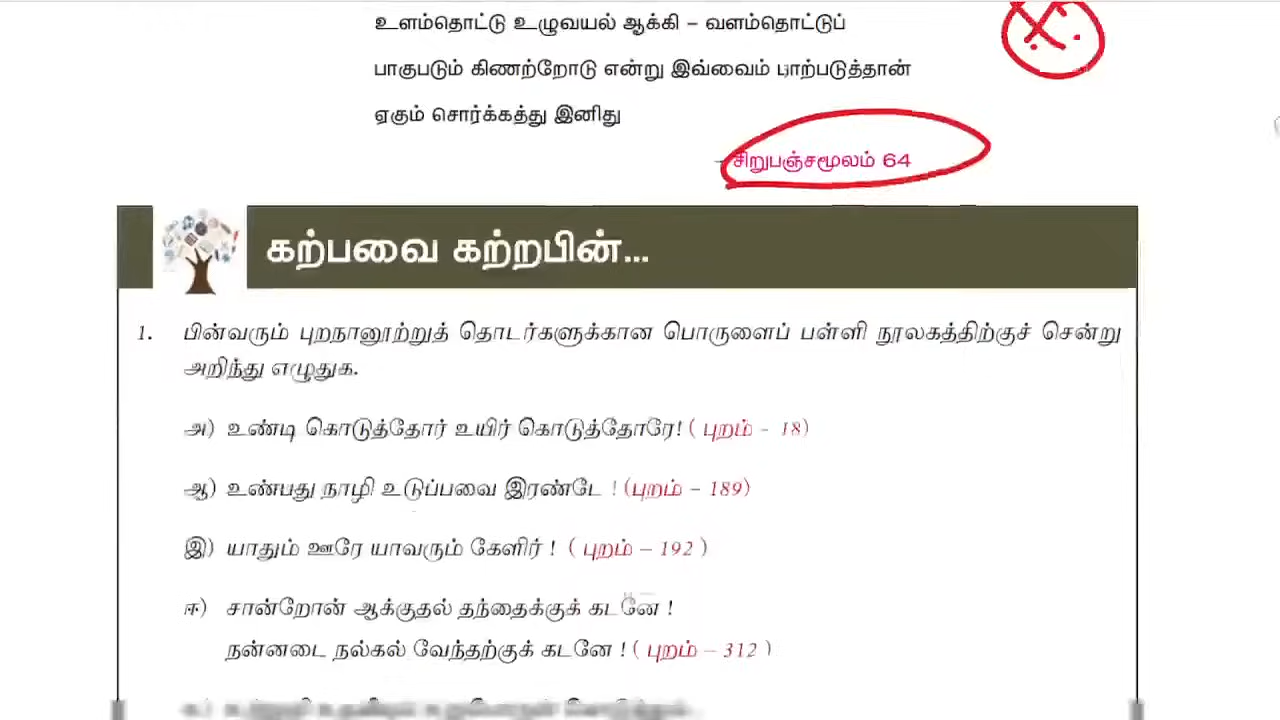 உளம்தொட்டு உழுவயல் ஆக்கி – வளம்தொட்டுப்
பாகுபடும் கிணற்றோடு என்று இவ்வைம் பாற்படுத்தான்
ஏகும் சொர்க்கத்து இனிது
– சிறுபஞ்சமூலம் 64
கற்பவை கற்றபின்...
1. பின்வரும் புறநானூற்றுத் தொடர்களுக்கான பொருளைப் பள்ளி நூலகத்திற்குச் சென்று
அறிந்து எழுதுக.
அ) உண்டி கொடுத்தோர் உயிர் கொடுத்தோரே! ( புறம் - 18)
ஆ) உண்பது நாழி உடுப்பவை இரண்டே ! (புறம் – 189)
இ) யாதும் ஊரே யாவரும் கேளிர் ! ( புறம் – 192 )
ஈ) சான்றோன் ஆக்குதல் தந்தைக்குக் கடனே !
நன்னடை நல்கல் வேந்தற்குக் கடனே ! ( புறம் – 312 )